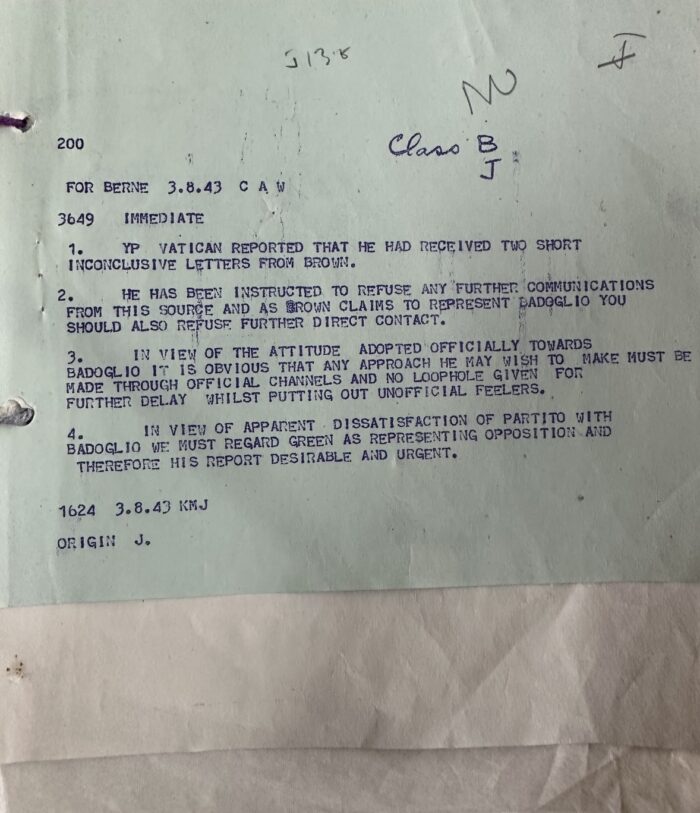 J 13.8
200
Class B
J
FOR BERNE 3.8.43 C A W
3649 IMMEDIATE
1. YP VATICAN REPORTED THAT HE HAD RECEIVED TWO SHORT
INCONCLUSIVE LETTERS FROM BROWN.
2. HE HAS BEEN INSTRUCTED TO REFUSE ANY FURTHER COMMUNICATIONS
FROM THIS SOURCE AND AS BROWN CLAIMS TO REPRESENT BADOGLIO YOU
SHOULD ALSO REFUSE FURTHER DIRECT CONTACT.
3. IN VIEW OF THE ATTITUDE ADOPTED OFFICIALLY TOWARDS
BADOGLIO IT IS OBVIOUS THAT ANY APPROACH HE MAY WISH TO MAKE MUST BE
MADE THROUGH OFFICIAL CHANNELS AND NO LOOPHOLE GIVEN FOR
FURTHER DELAY WHILST PUTTING OUT UNOFFICIAL FEELERS.
4. IN VIEW OF APPARENT DISSATISFACTION OF PARTITO WITH
BADOGLIO WE MUST REGARD GREEN AS REPRESENTING OPPOSITION AND
THEREFORE HIS REPORT DESIRABLE AND URGENT.
1624 3.8.43 KMJ
ORIGIN J.